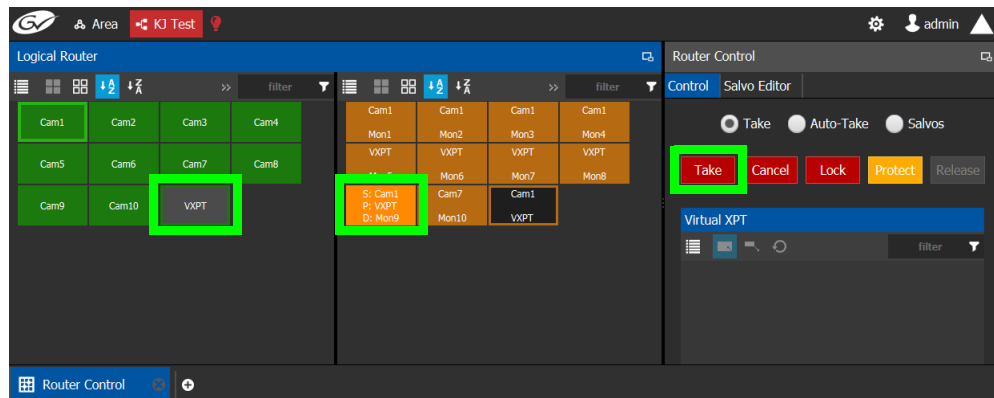 Area
KJ Test
admin
Logical Router
Router Control
filter
filter
Control
Salvo Editor
Cam1
Cam2
Cam3
Cam4
Cam5
Cam6
Cam7
Cam8
Cam9
Cam10
VXPT
Cam1
Mon1
Cam1
Mon2
Cam1
Mon3
Cam1
Mon4
VXPT
VXPT
Mon6
VXPT
Mon7
VXPT
Mon8
S: Cam1
P: VXPT
D: Mon9
Cam7
Mon10
Cam1
VXPT
Take
Auto-Take
Salvos
Take
Cancel
Lock
Protect
Release
Virtual XPT
filter
Router Control